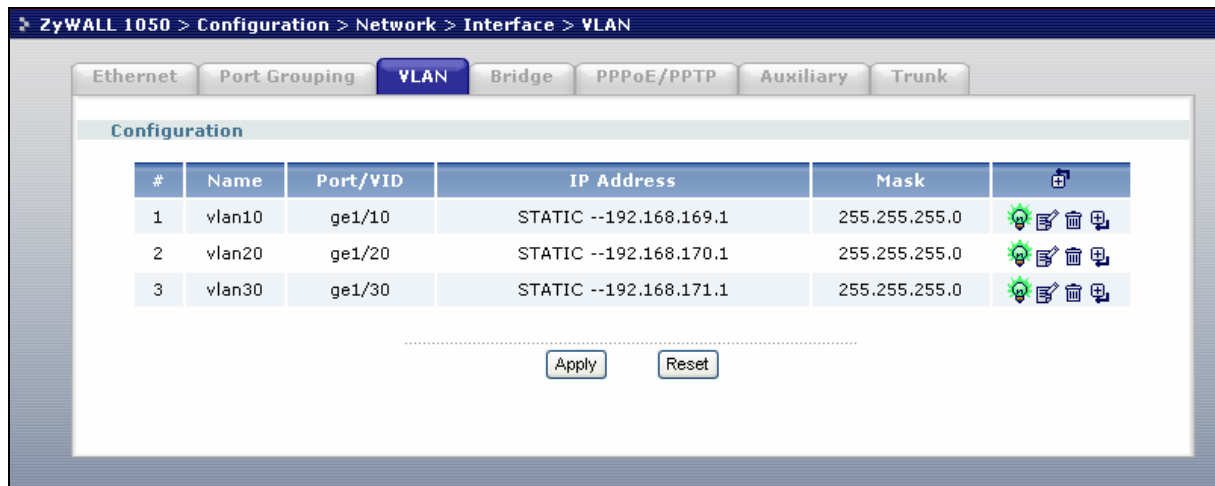 ZyWALL 1050 > Configuration > Network > Interface > VLAN
Ethernet Port Grouping VLAN Bridge PPPoE/PPTP Auxiliary Trunk
Configuration
# Name Port/VID IP Address Mask
1 vlan10 ge1/10 STATIC --192.168.169.1 255.255.255.0
2 vlan20 ge1/20 STATIC --192.168.170.1 255.255.255.0
3 vlan30 ge1/30 STATIC --192.168.171.1 255.255.255.0
Apply Reset